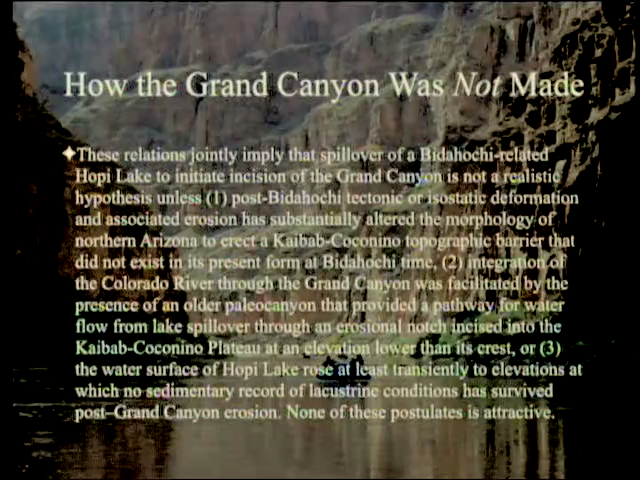 How the Grand Canyon Was Not Made
✦These relations jointly imply that spillover of a Bidahochi-related
Hopi Lake to initiate incision of the Grand Canyon is not a realistic
hypothesis unless (1) post-Bidahochi tectonic or isostatic deformation
and associated erosion has substantially altered the morphology of
northern Arizona to erect a Kaibab-Coconino topographic barrier that
did not exist in its present form at Bidahochi time, (2) integration of
the Colorado River through the Grand Canyon was facilitated by the
presence of an older paleocanyon that provided a pathway for water
flow from lake spillover through an erosional notch incised into the
Kaibab-Coconino Plateau at an elevation lower than its crest, or (3)
the water surface of Hopi Lake rose at least transiently to elevations at
which no sedimentary record of lacustrine conditions has survived
post–Grand Canyon erosion. None of these postulates is attractive.